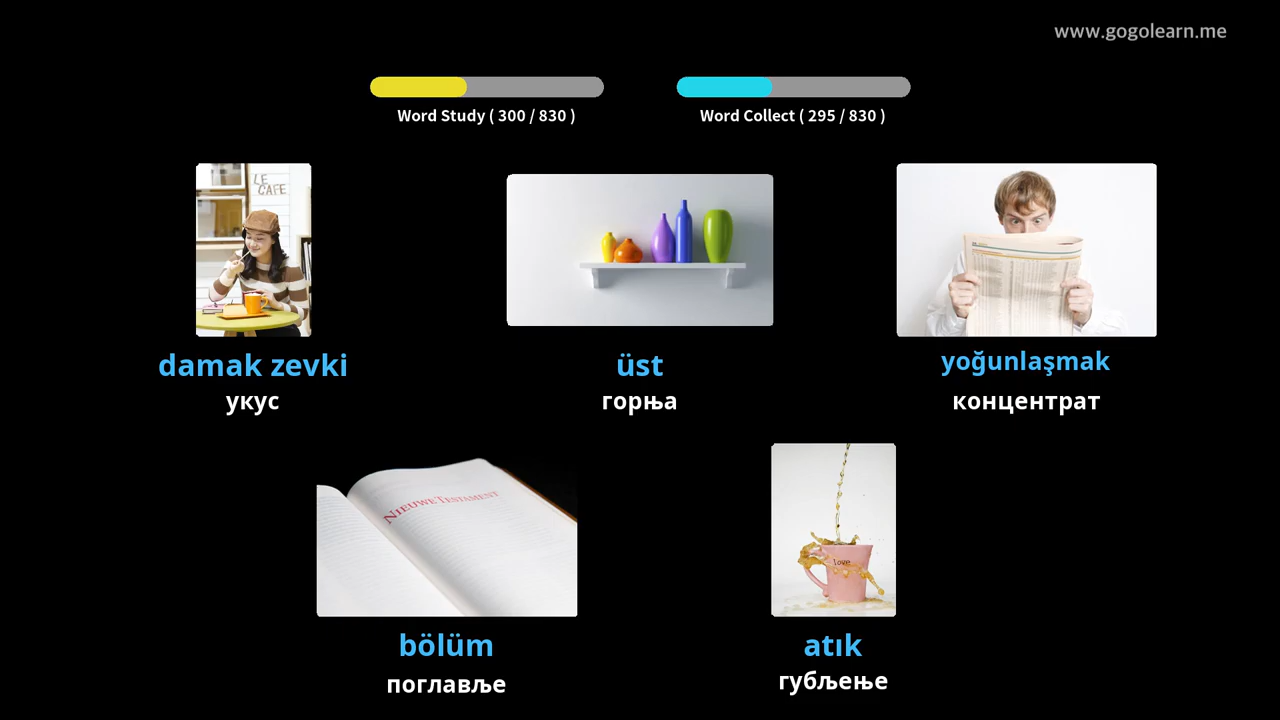 www.gogolearn.me
Word Study ( 300 / 830 )
Word Collect ( 295 / 830 )
LE
CAFE
damak zevki
укус
üst
горња
yoğunlaşmak
концентрат
NIEUWE TESTAMENT
bölüm
поглавље
love
atık
губљење